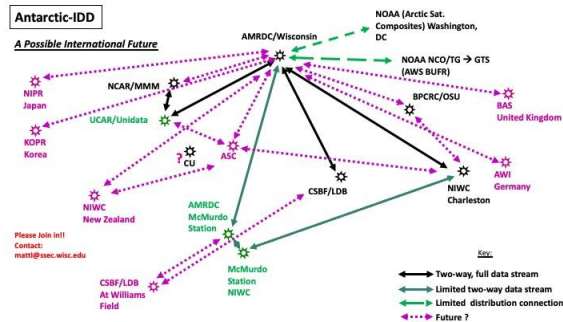 Antarctic-IDD
A Possible International Future
NOAA (Arctic Sat.
Composites) Washington,
DC
AMRDC/Wisconsin
NOAA NCO/TG → GTS
(AWS BUFR)
NIPR
Japan
NCAR/MMM
BPCRC/OSU
BAS
United Kingdom
KOPR
Korea
UCAR/Unidata
?
CU
ASC
CSBF/LDB
NIWC
Charleston
AWI
Germany
NIWC
New Zealand
AMRDC
McMurdo
Station
Please Join in!!
Contact:
mattl@ssec.wisc.edu
McMurdo
Station
NIWC
CSBF/LDB
At Williams
Field
Key:
Two-way, full data stream
Limited two-way data stream
Limited distribution connection
Future ?